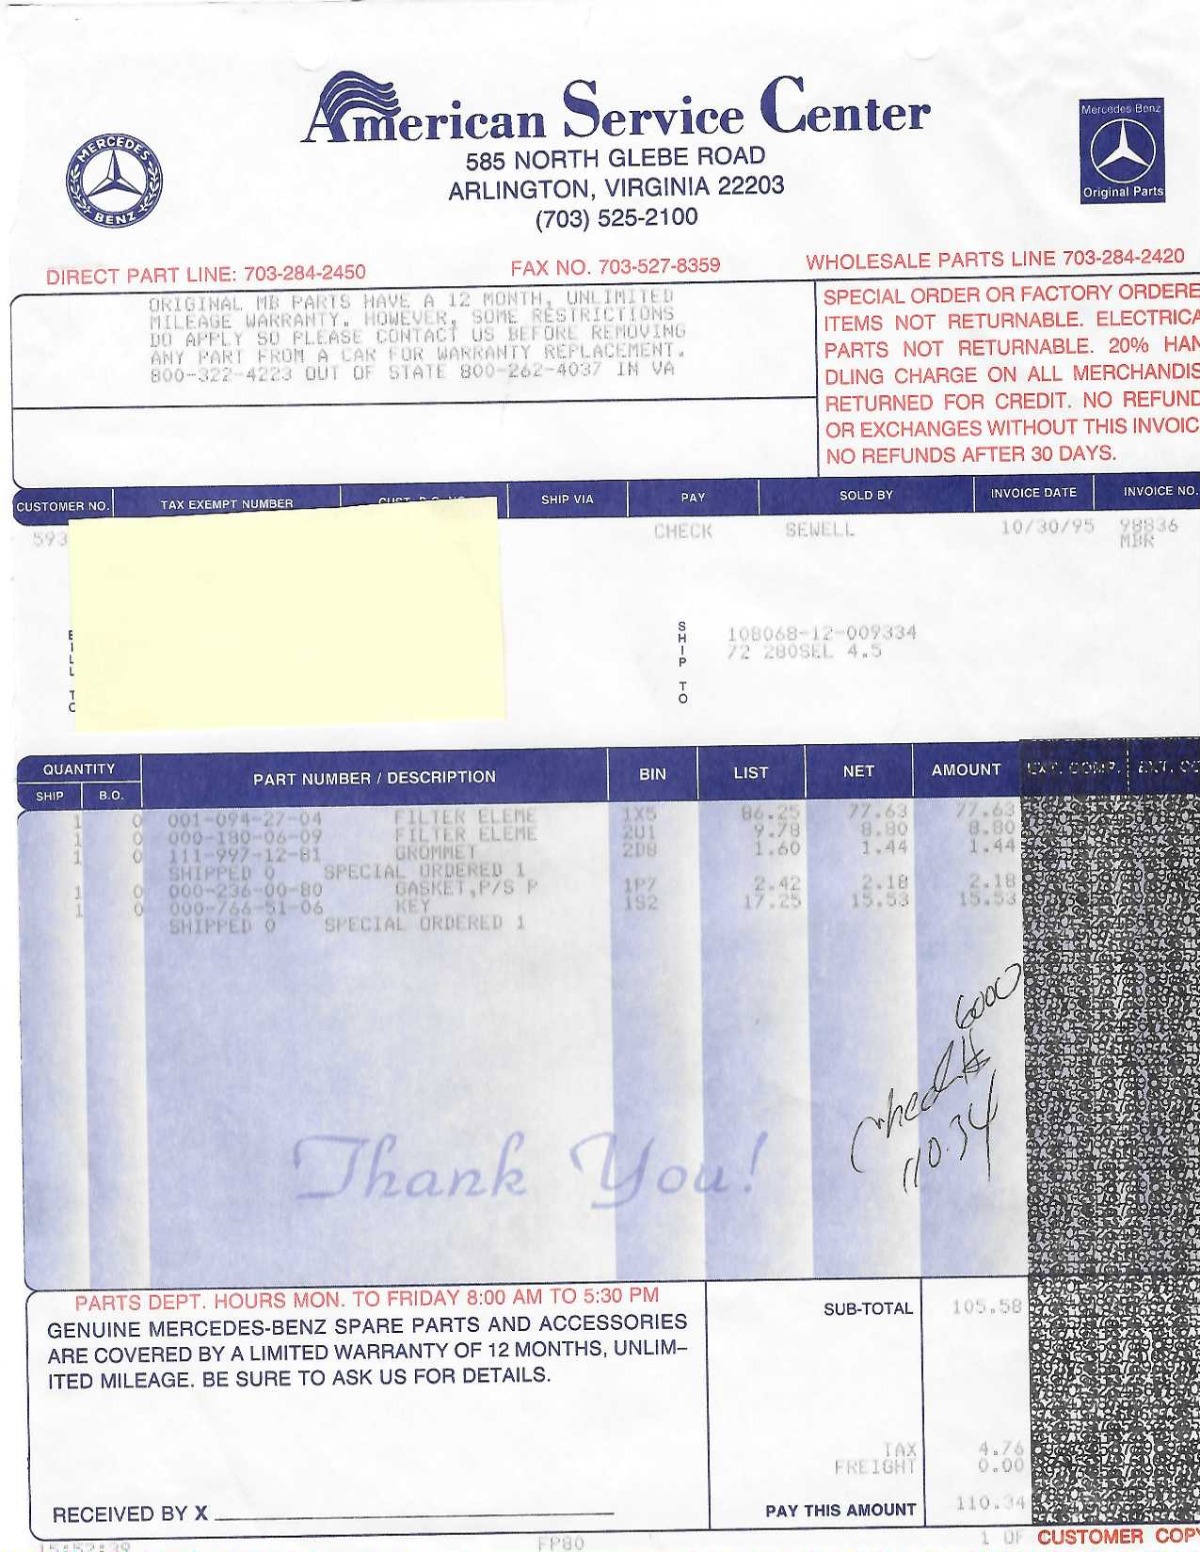 American Service Center
585 NORTH GLEBE ROAD
ARLINGTON, VIRGINIA 22203
(703) 525-2100
MERCEDES
BENZ
Mercedes Benz
Original Parts
DIRECT PART LINE: 703-284-2450 FAX NO. 703-527-8359 WHOLESALE PARTS LINE 703-284-2420
ORIGINAL MB PARTS HAVE A 12 MONTH, UNLIMITED
MILEAGE WARRANTY. HOWEVER, SOME RESTRICTIONS
DO APPLY SO PLEASE CONTACT US BEFORE REMOVING
ANY PART FROM A CAR FOR WARRANTY REPLACEMENT.
800-322-4223 OUT OF STATE 800-262-4037 IN VA
SPECIAL ORDER OR FACTORY ORDERE
ITEMS NOT RETURNABLE. ELECTRICA
PARTS NOT RETURNABLE. 20% HAN
DLING CHARGE ON ALL MERCHANDIS
RETURNED FOR CREDIT. NO REFUND
OR EXCHANGES WITHOUT THIS INVOIC
NO REFUNDS AFTER 30 DAYS.
CUSTOMER NO. TAX EXEMPT NUMBER SHIP VIA PAY SOLD BY INVOICE DATE INVOICE NO.
593 CHECK SEWELL 10/30/95 98836
MBR
BILL TO
SHIP TO
108068-12-009334
72 280SEL 4.5
QUANTITY PART NUMBER / DESCRIPTION BIN LIST NET AMOUNT EXT. COMP. EXT. CO
SHIP B.O.
1 0 001-094-27-04 FILTER ELEME 1X5 86.25 77.63 77.63
1 0 000-180-06-09 FILTER ELEME 2U1 9.78 8.80 8.80
1 0 111-997-12-81 GROMMET 2D8 1.60 1.44 1.44
SHIPPED 0 SPECIAL ORDERED 1
1 0 000-236-00-80 GASKET,P/S P 1P7 2.42 2.18 2.18
1 0 000-766-51-06 KEY 1S2 17.25 15.53 15.53
SHIPPED 0 SPECIAL ORDERED 1
6000
check #
110.34
Thank You!
PARTS DEPT. HOURS MON. TO FRIDAY 8:00 AM TO 5:30 PM
GENUINE MERCEDES-BENZ SPARE PARTS AND ACCESSORIES
ARE COVERED BY A LIMITED WARRANTY OF 12 MONTHS, UNLIM-
ITED MILEAGE. BE SURE TO ASK US FOR DETAILS.
SUB-TOTAL 105.58
TAX 4.76
FREIGHT 0.00
RECEIVED BY X
PAY THIS AMOUNT 110.34
15:52:39 FP80 1 OF CUSTOMER COPY